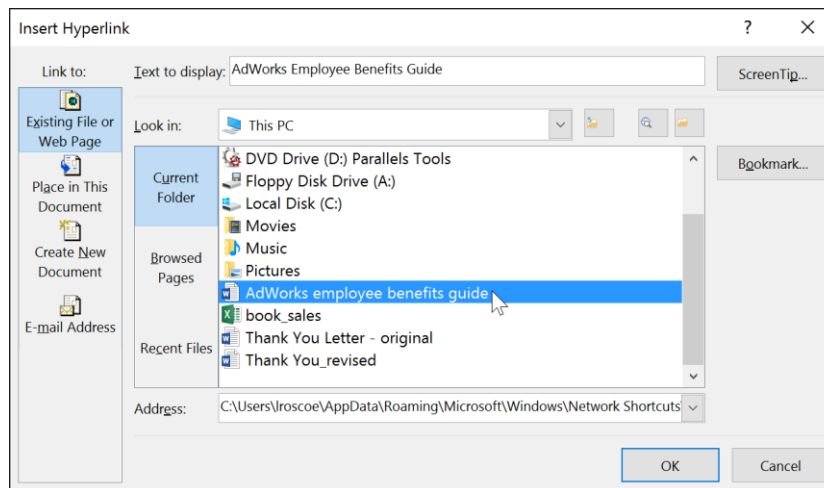 Insert Hyperlink
? X
Link to:
Text to display: AdWorks Employee Benefits Guide
ScreenTip...
Existing File or
Web Page
Look in: This PC
Place in This
Document
Create New
Document
E-mail Address
Current
Folder
Browsed
Pages
Recent Files
DVD Drive (D:) Parallels Tools
Floppy Disk Drive (A:)
Local Disk (C:)
Movies
Music
Pictures
AdWorks employee benefits guide
book_sales
Thank You Letter - original
Thank You_revised
Bookmark...
Address: C:\Users\lroscoe\AppData\Roaming\Microsoft\Windows\Network Shortcuts\
OK
Cancel